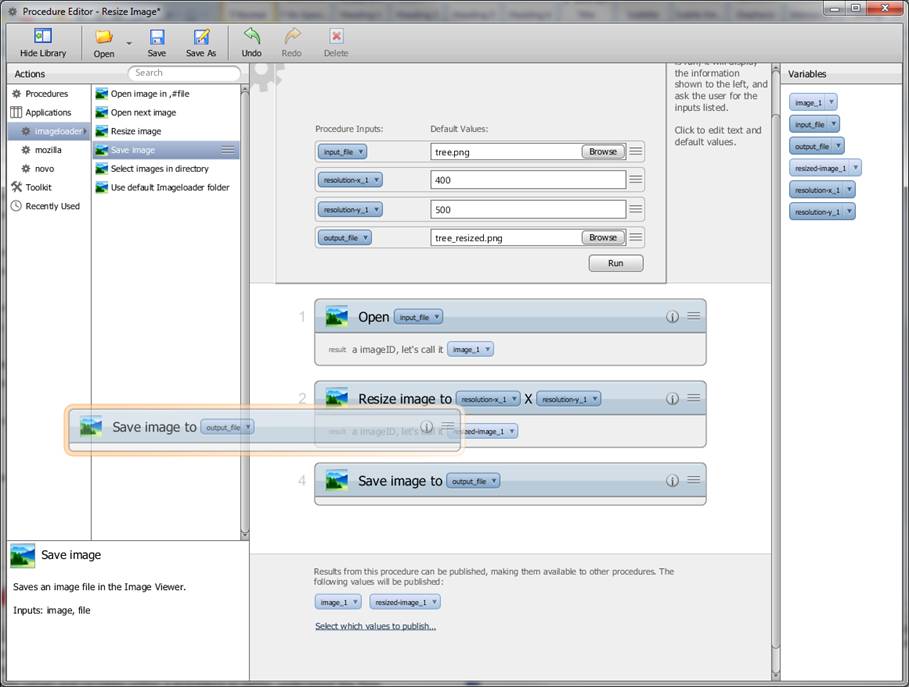 Procedure Editor - Resize Image*
Hide Library
Open
Save
Save As
Undo
Redo
Delete
Actions
Search
Variables
Procedures
Applications
imageloader
mozilla
novo
Toolkit
Recently Used
Open image in ,#file
Open next image
Resize image
Save image
Select images in directory
Use default Imageloader folder
is run, it will display
the information
shown to the left, and
ask the user for the
inputs listed.
Click to edit text and
default values.
Procedure Inputs: Default Values:
input_file tree.png Browse
resolution-x_1 400
resolution-y_1 500
output_file tree_resized.png Browse
Run
image_1
input_file
output_file
resized-image_1
resolution-x_1
resolution-y_1
1 Open input_file
result a imageID, let's call it image_1
2 Resize image to resolution-x_1 X resolution-y_1
result a imageID, let's call it resized-image_1
Save image to output_file
4 Save image to output_file
Save image
Saves an image file in the Image Viewer.
Inputs: image, file
Results from this procedure can be published, making them available to other procedures. The
following values will be published:
image_1 resized-image_1
Select which values to publish...